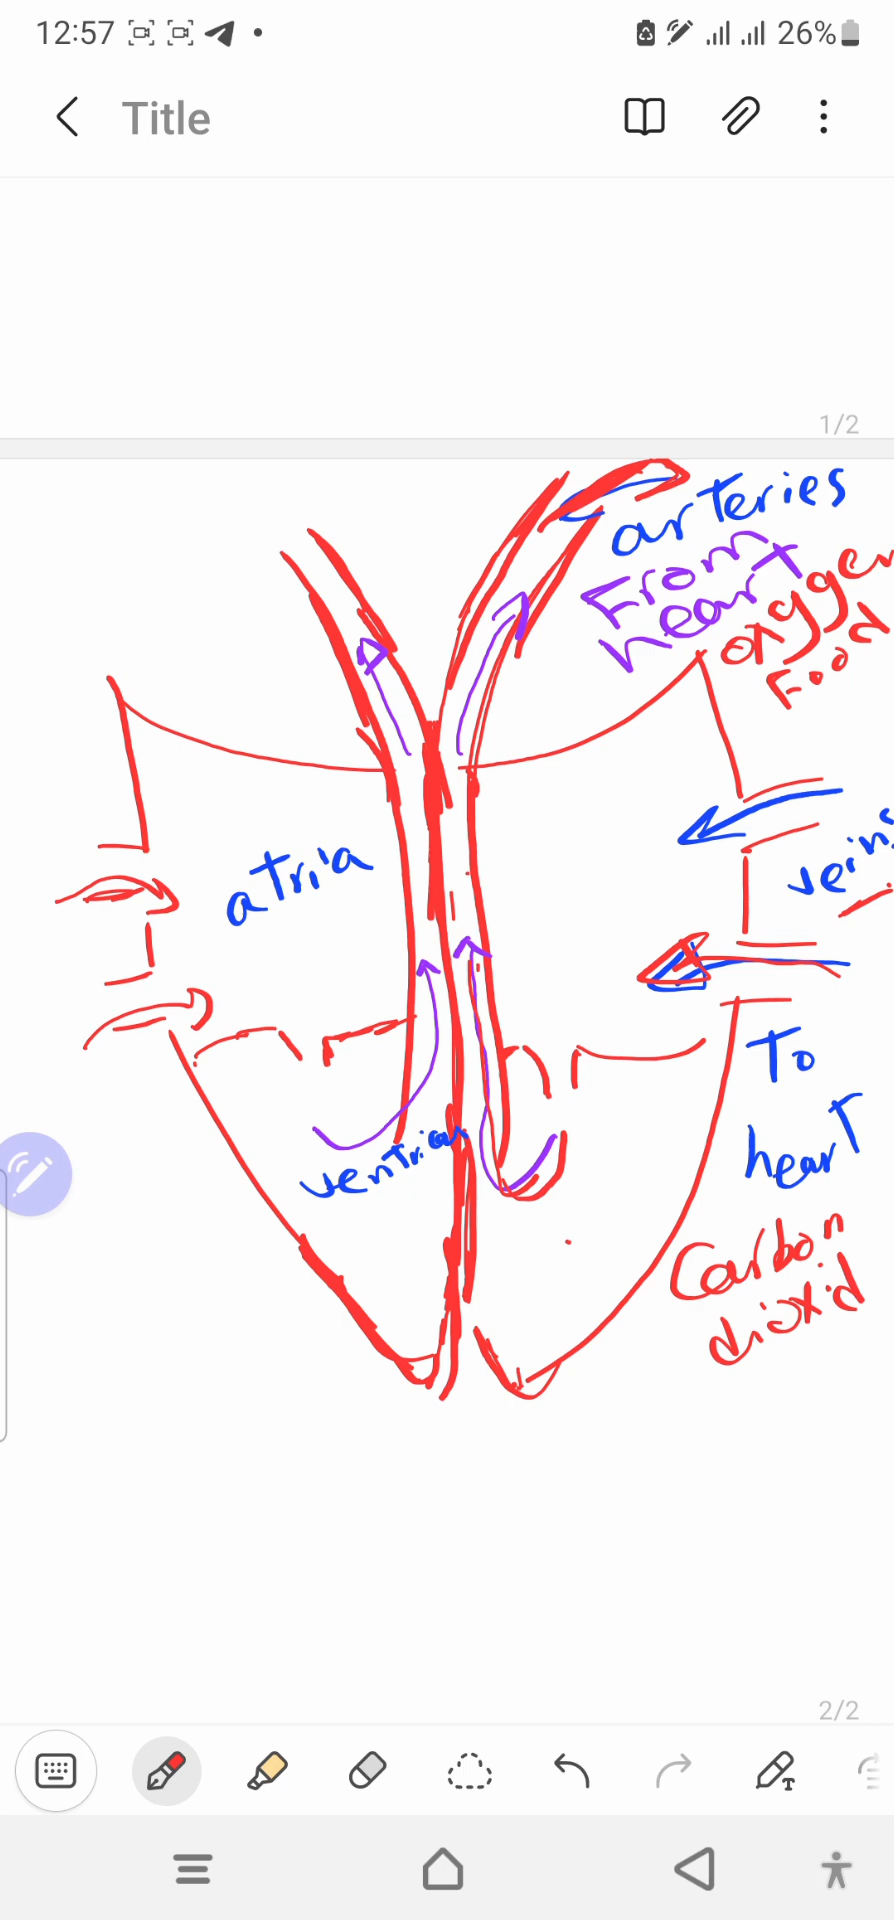 12:57
26%
Title
1/2
arteries
From
heart
oxygen
Food
atria
veins
To
heart
ventricas
Carbon
dioxid
2/2
T